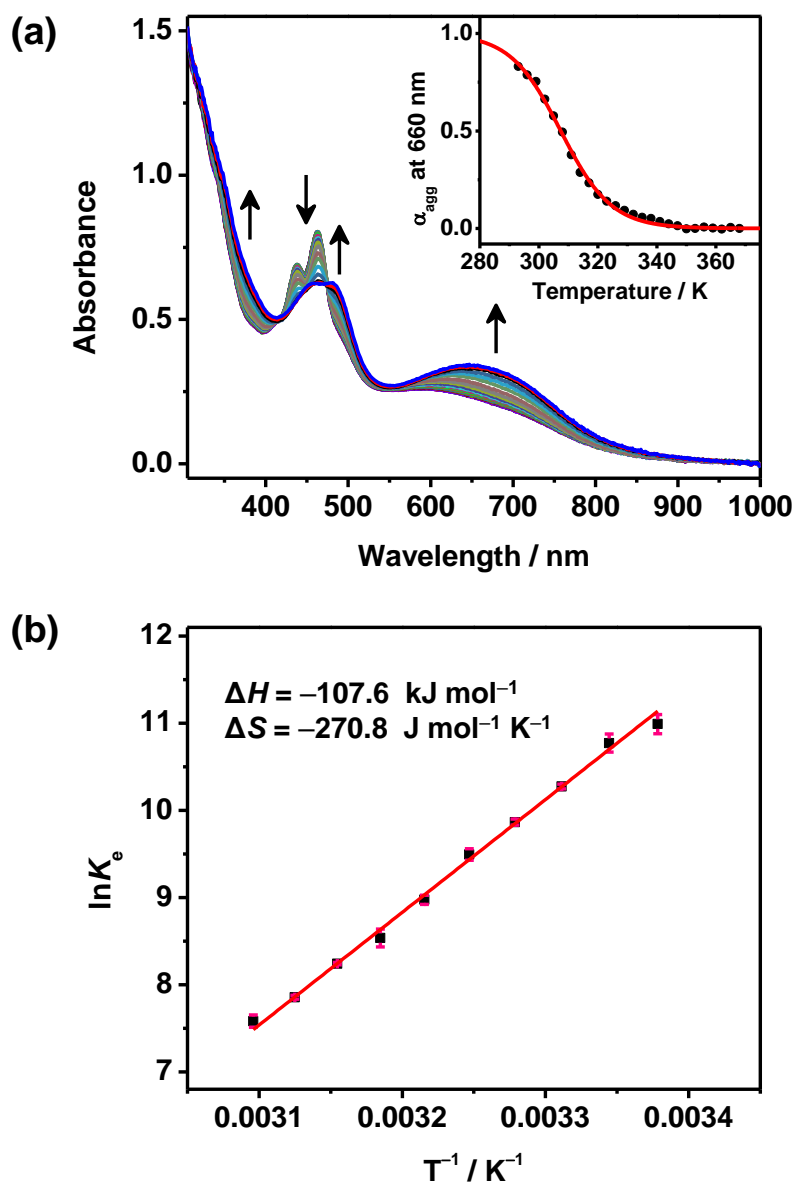 (a)
1.5
1.0
0.5
0.0
Absorbance
400 500 600 700 800 900 1000
Wavelength / nm
1.0
0.5
0.0
α_agg at 660 nm
280 300 320 340 360
Temperature / K
(b)
12
11
10
9
8
7
lnK_e
ΔH = −107.6 kJ mol⁻¹
ΔS = −270.8 J mol⁻¹ K⁻¹
0.0031 0.0032 0.0033 0.0034
T⁻¹ / K⁻¹